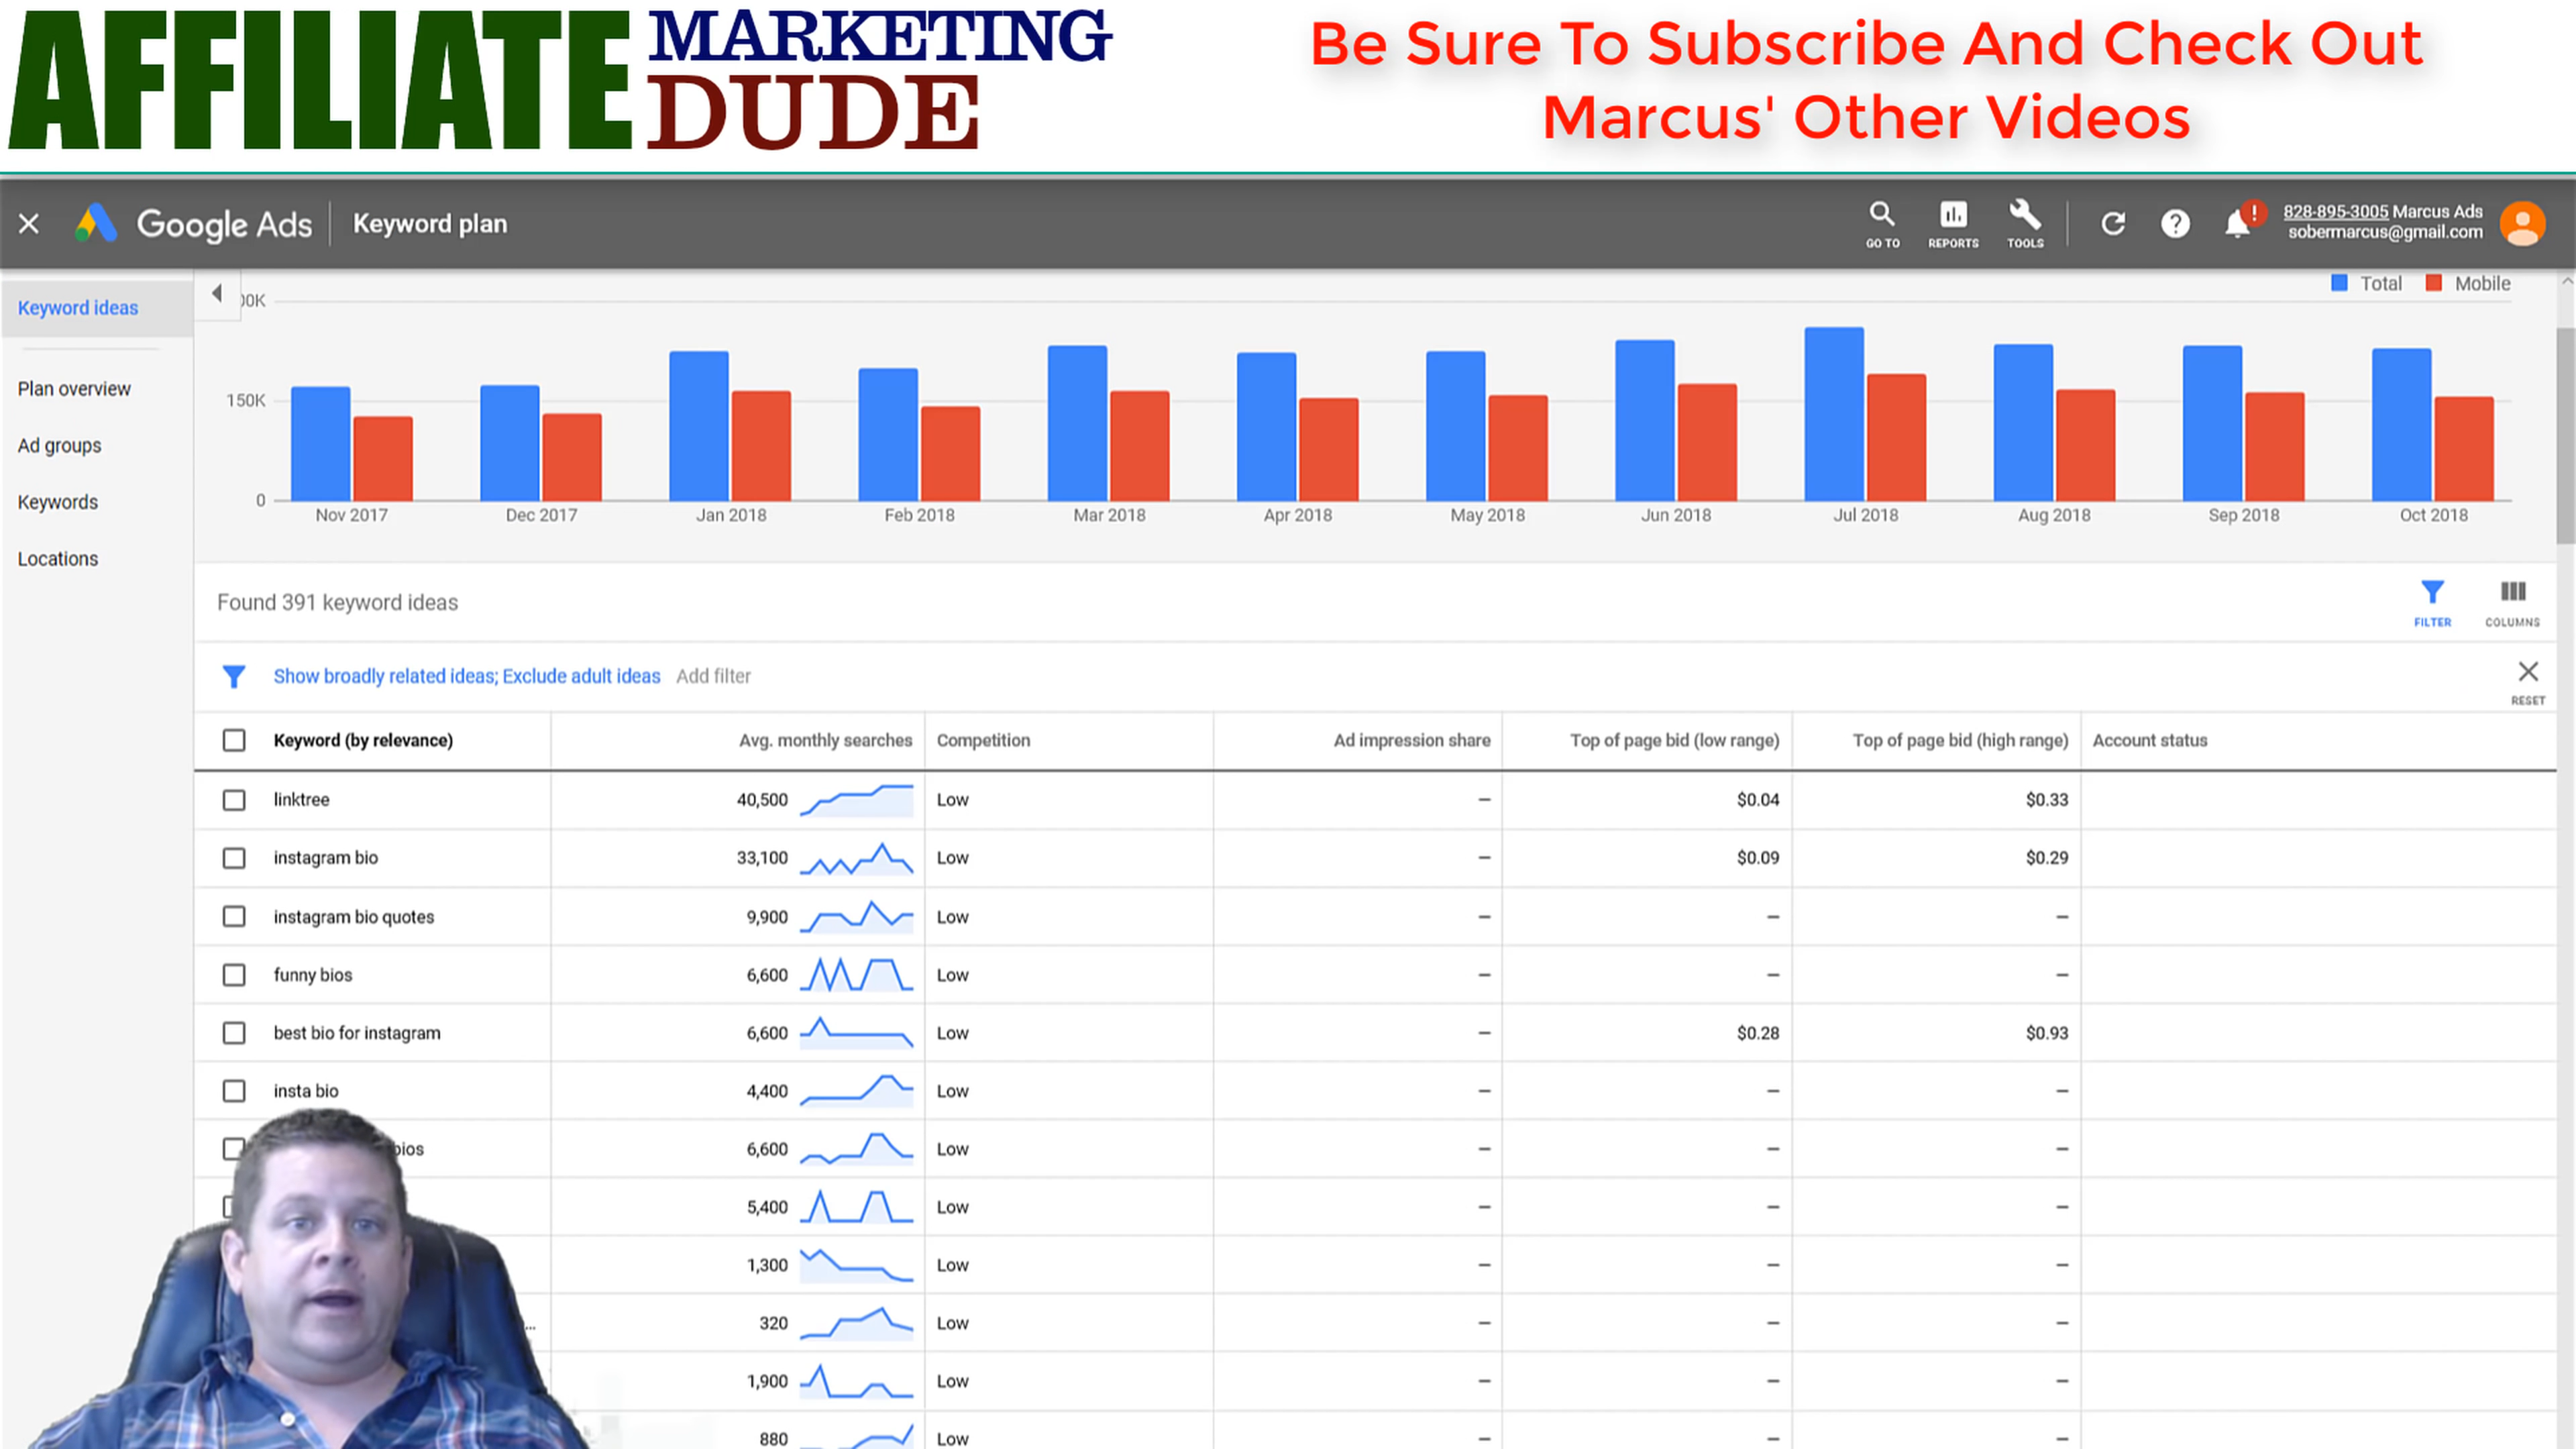 AFFILIATE MARKETING DUDE
Be Sure To Subscribe And Check Out
Marcus' Other Videos
Google Ads Keyword plan
GO TO REPORTS TOOLS
828-895-3005 Marcus Ads
sobermarcus@gmail.com
Keyword ideas
Plan overview
Ad groups
Keywords
Locations
Total Mobile
00K
150K
0
Nov 2017 Dec 2017 Jan 2018 Feb 2018 Mar 2018 Apr 2018 May 2018 Jun 2018 Jul 2018 Aug 2018 Sep 2018 Oct 2018
Found 391 keyword ideas
FILTER COLUMNS
Show broadly related ideas; Exclude adult ideas Add filter
RESET
Keyword (by relevance) Avg. monthly searches Competition Ad impression share Top of page bid (low range) Top of page bid (high range) Account status
linktree 40,500 Low – $0.04 $0.33
instagram bio 33,100 Low – $0.09 $0.29
instagram bio quotes 9,900 Low – – –
funny bios 6,600 Low – – –
best bio for instagram 6,600 Low – $0.28 $0.93
insta bio 4,400 Low – – –
bios 6,600 Low – – –
5,400 Low – – –
1,300 Low – – –
... 320 Low – – –
1,900 Low – – –
880 Low – – –